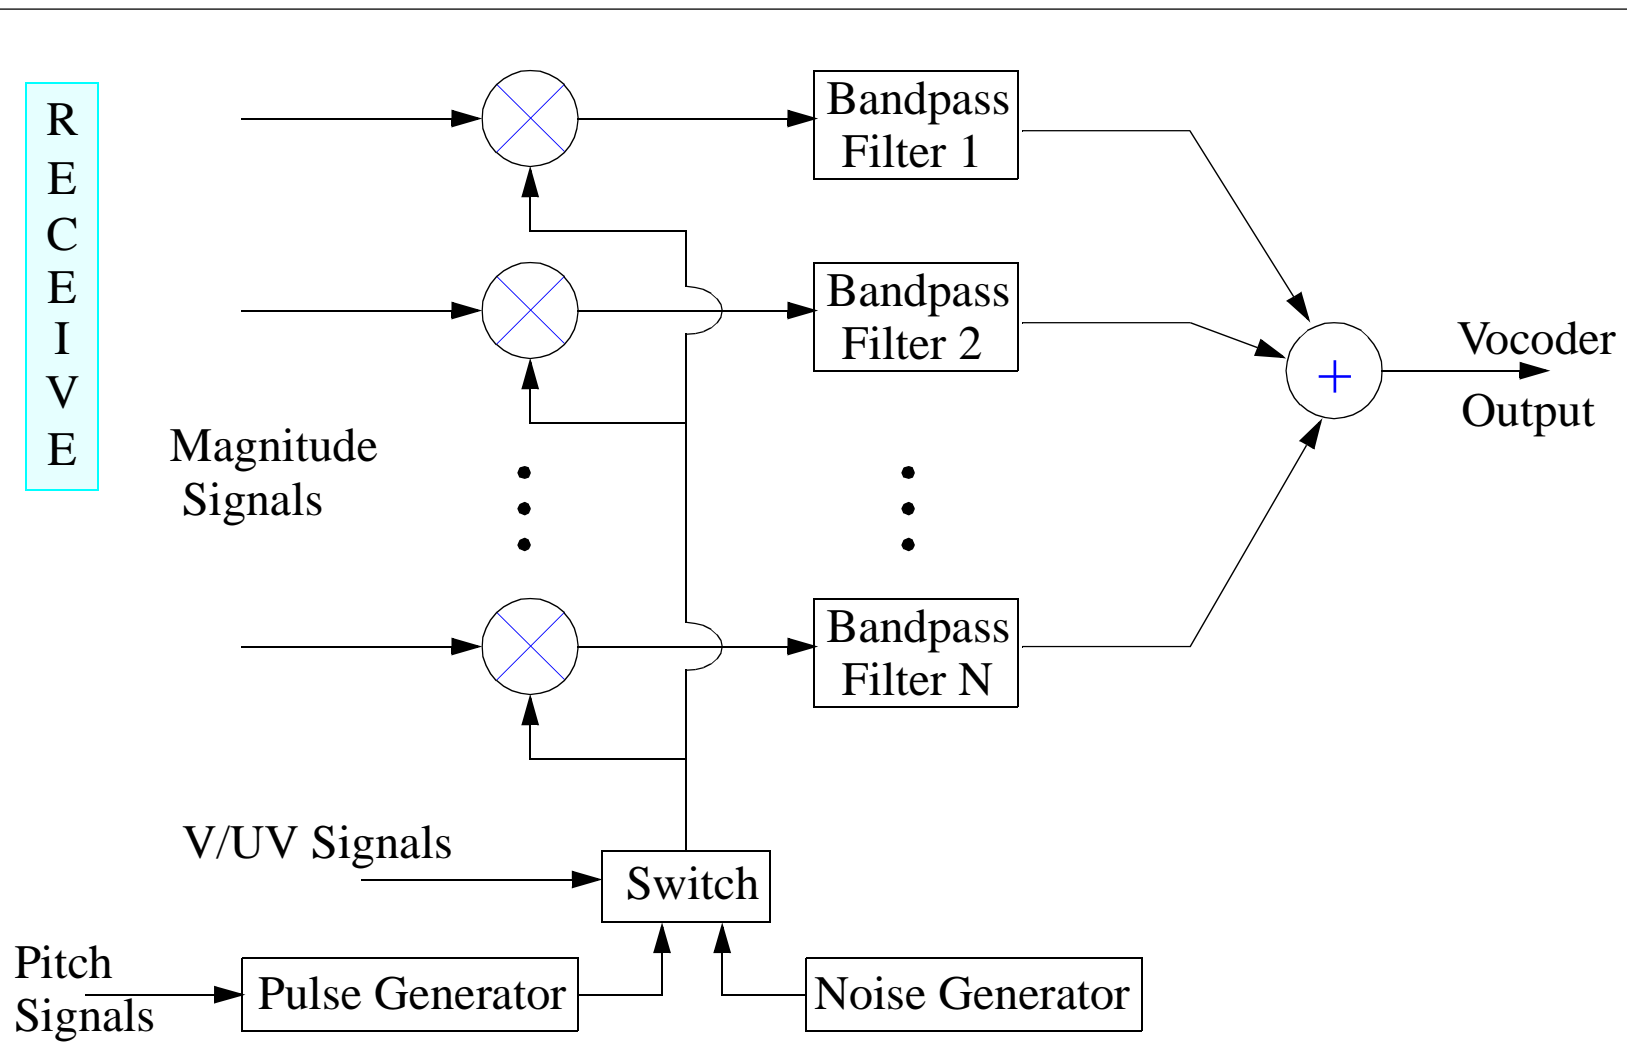 R
E
C
E
I
V
E
Bandpass
Filter 1
Bandpass
Filter 2
Vocoder
Output
+
Magnitude
Signals
Bandpass
Filter N
V/UV Signals
Switch
Pitch
Signals
Pulse Generator
Noise Generator